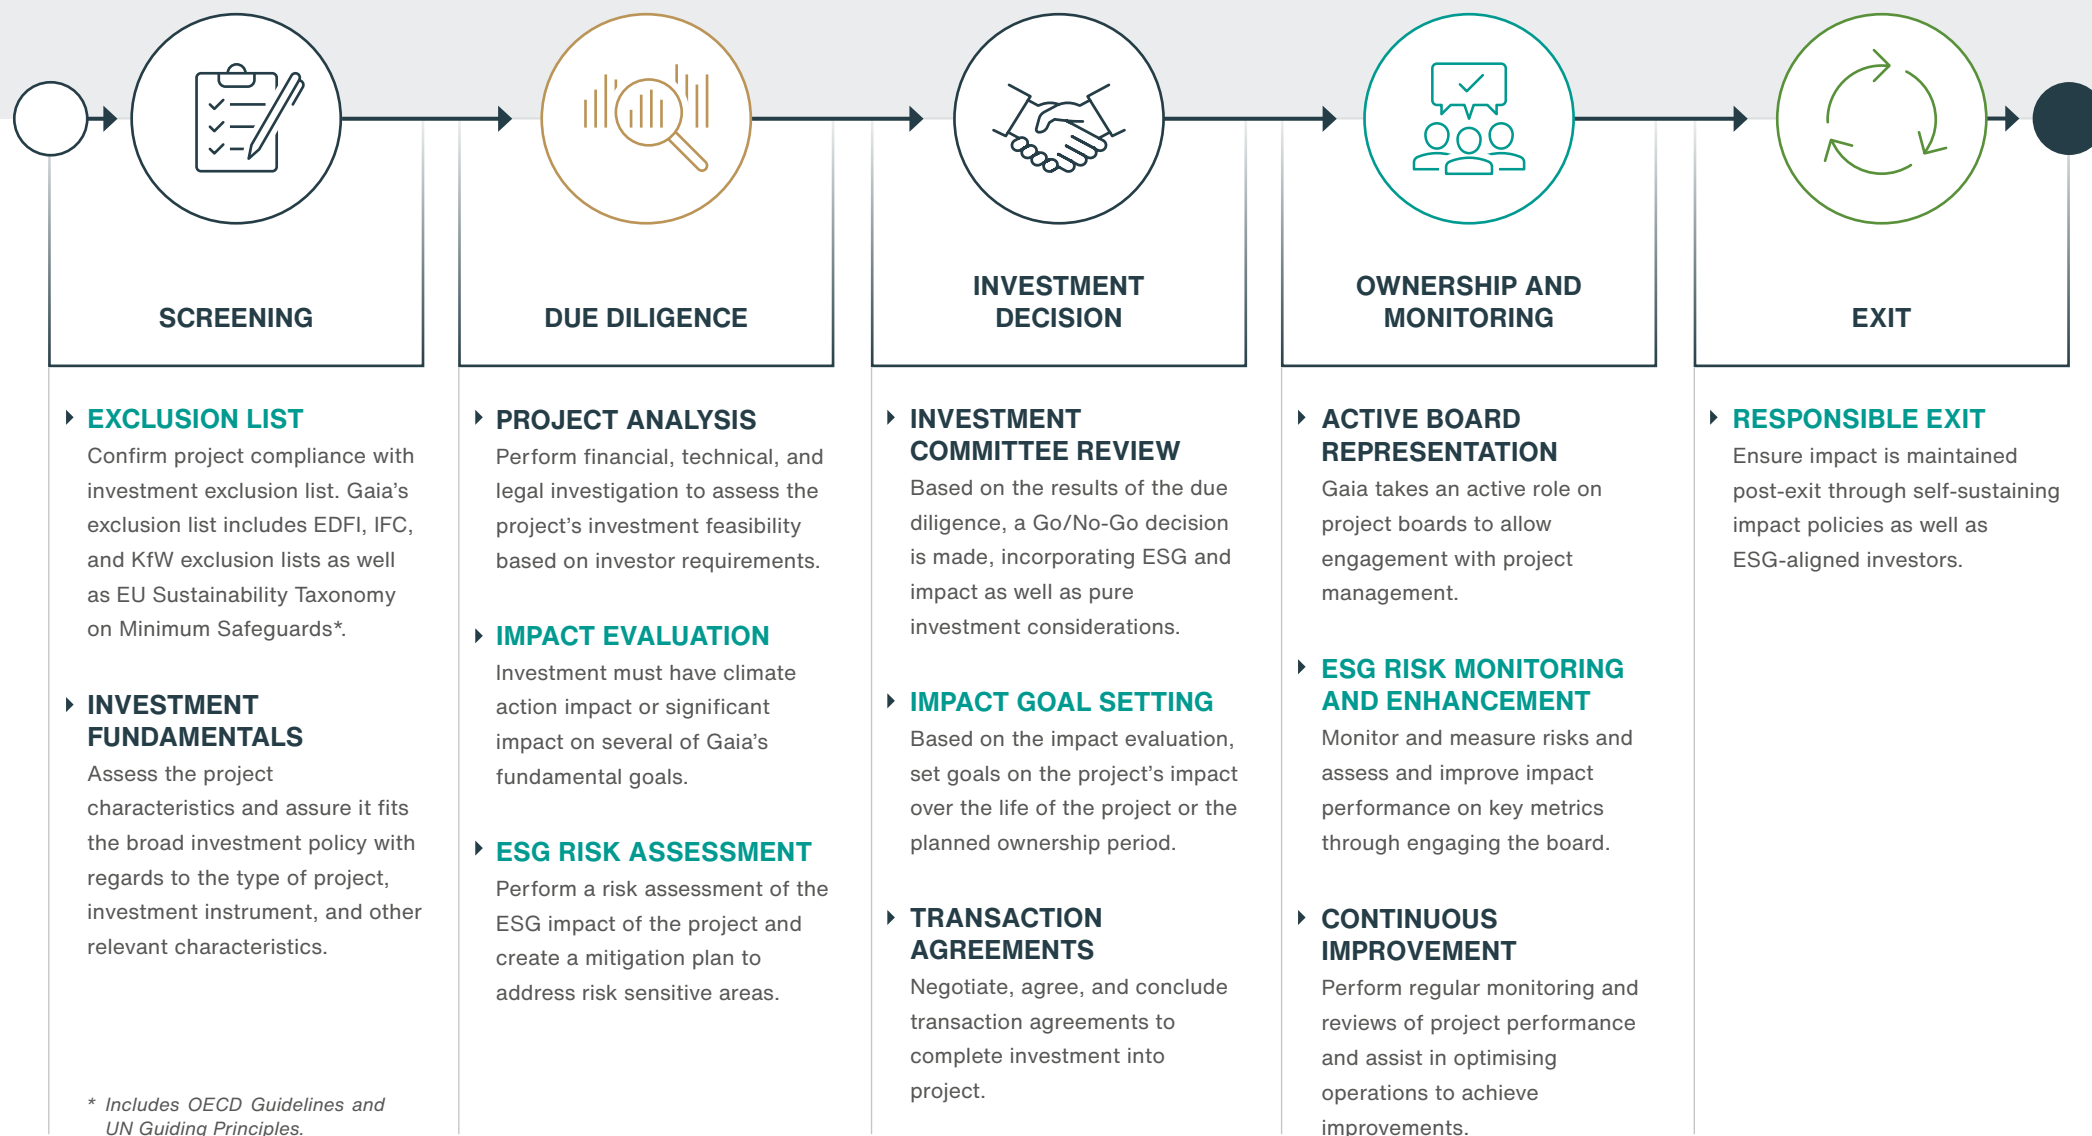 SCREENING
EXCLUSION LIST
Confirm project compliance with
investment exclusion list. Gaia's
exclusion list includes EDFI, IFC,
and KfW exclusion lists as well
as EU Sustainability Taxonomy
on Minimum Safeguards*.
INVESTMENT
FUNDAMENTALS
Assess the project
characteristics and assure it fits
the broad investment policy with
regards to the type of project,
investment instrument, and other
relevant characteristics.
* Includes OECD Guidelines and
UN Guiding Principles.
DUE DILIGENCE
PROJECT ANALYSIS
Perform financial, technical, and
legal investigation to assess the
project's investment feasibility
based on investor requirements.
IMPACT EVALUATION
Investment must have climate
action impact or significant
impact on several of Gaia's
fundamental goals.
ESG RISK ASSESSMENT
Perform a risk assessment of the
ESG impact of the project and
create a mitigation plan to
address risk sensitive areas.
INVESTMENT
DECISION
INVESTMENT
COMMITTEE REVIEW
Based on the results of the due
diligence, a Go/No-Go decision
is made, incorporating ESG and
impact as well as pure
investment considerations.
IMPACT GOAL SETTING
Based on the impact evaluation,
set goals on the project's impact
over the life of the project or the
planned ownership period.
TRANSACTION
AGREEMENTS
Negotiate, agree, and conclude
transaction agreements to
complete investment into
project.
OWNERSHIP AND
MONITORING
ACTIVE BOARD
REPRESENTATION
Gaia takes an active role on
project boards to allow
engagement with project
management.
ESG RISK MONITORING
AND ENHANCEMENT
Monitor and measure risks and
assess and improve impact
performance on key metrics
through engaging the board.
CONTINUOUS
IMPROVEMENT
Perform regular monitoring and
reviews of project performance
and assist in optimising
operations to achieve
improvements.
EXIT
RESPONSIBLE EXIT
Ensure impact is maintained
post-exit through self-sustaining
impact policies as well as
ESG-aligned investors.